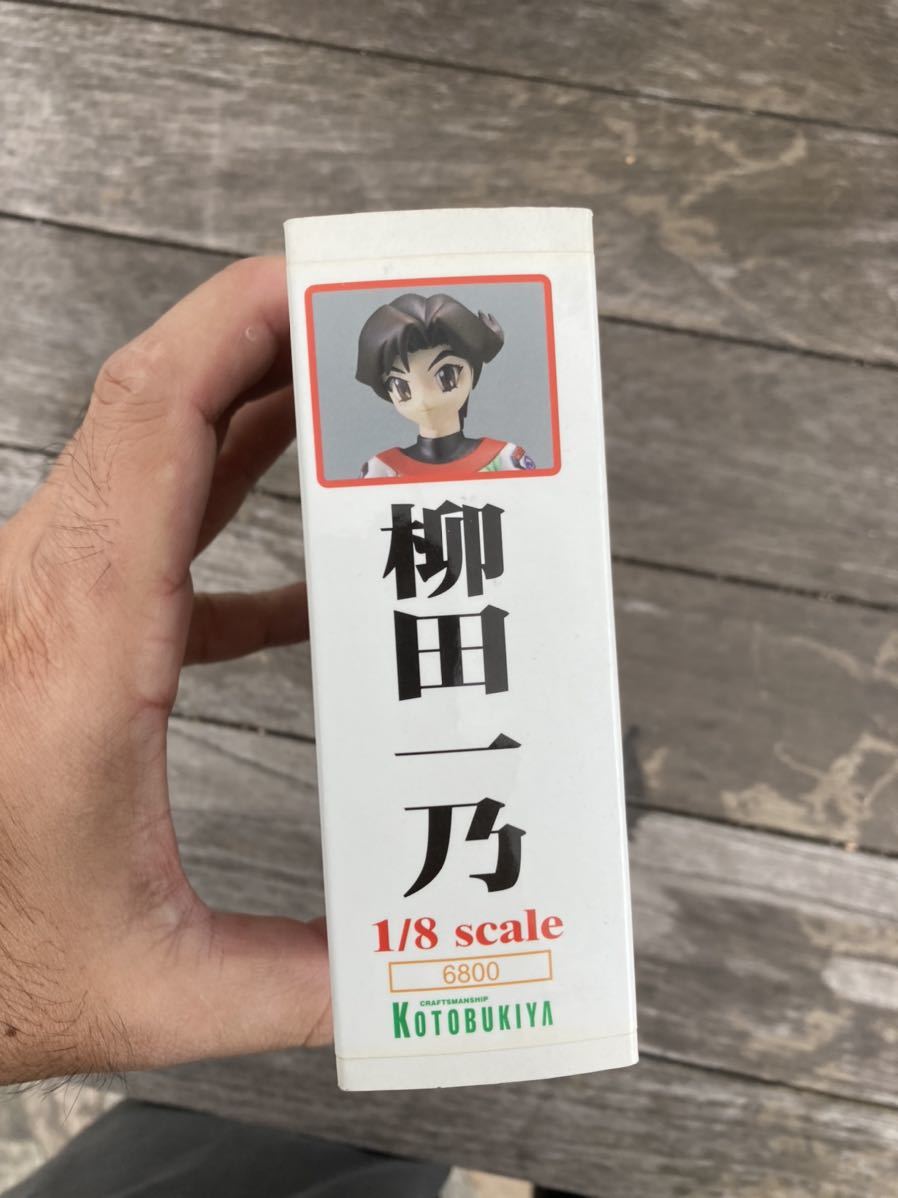 柳田一乃
1/8 scale
6800
CRAFTSMANSHIP
KOTOBUKIYA